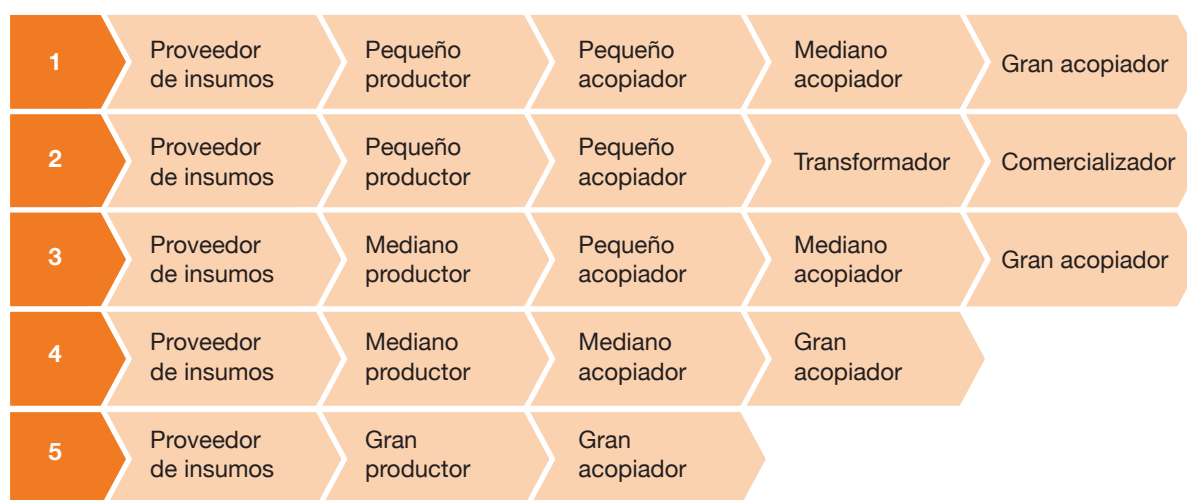 1
Proveedor
de insumos
Pequeño
productor
Pequeño
acopiador
Mediano
acopiador
Gran acopiador
2
Proveedor
de insumos
Pequeño
productor
Pequeño
acopiador
Transformador
Comercializador
3
Proveedor
de insumos
Mediano
productor
Pequeño
acopiador
Mediano
acopiador
Gran acopiador
4
Proveedor
de insumos
Mediano
productor
Mediano
acopiador
Gran
acopiador
5
Proveedor
de insumos
Gran
productor
Gran
acopiador